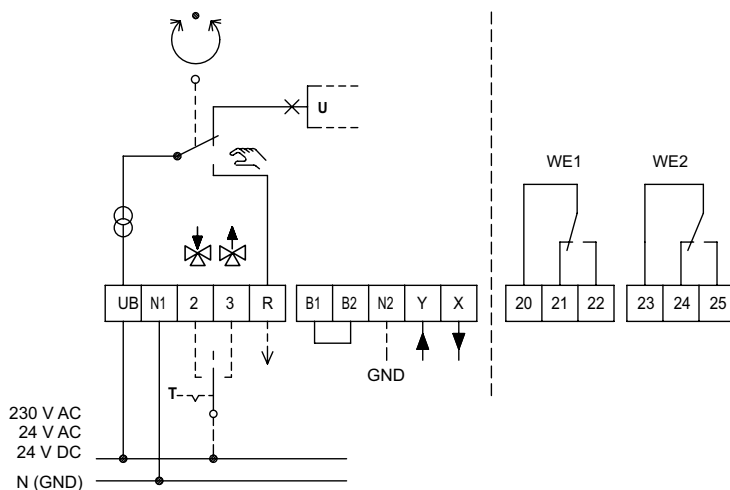 U
WE1
WE2
UB N1 2 3 R
B1 B2 N2 Y X
20 21 22
23 24 25
GND
T
230 V AC
24 V AC
24 V DC
N (GND)